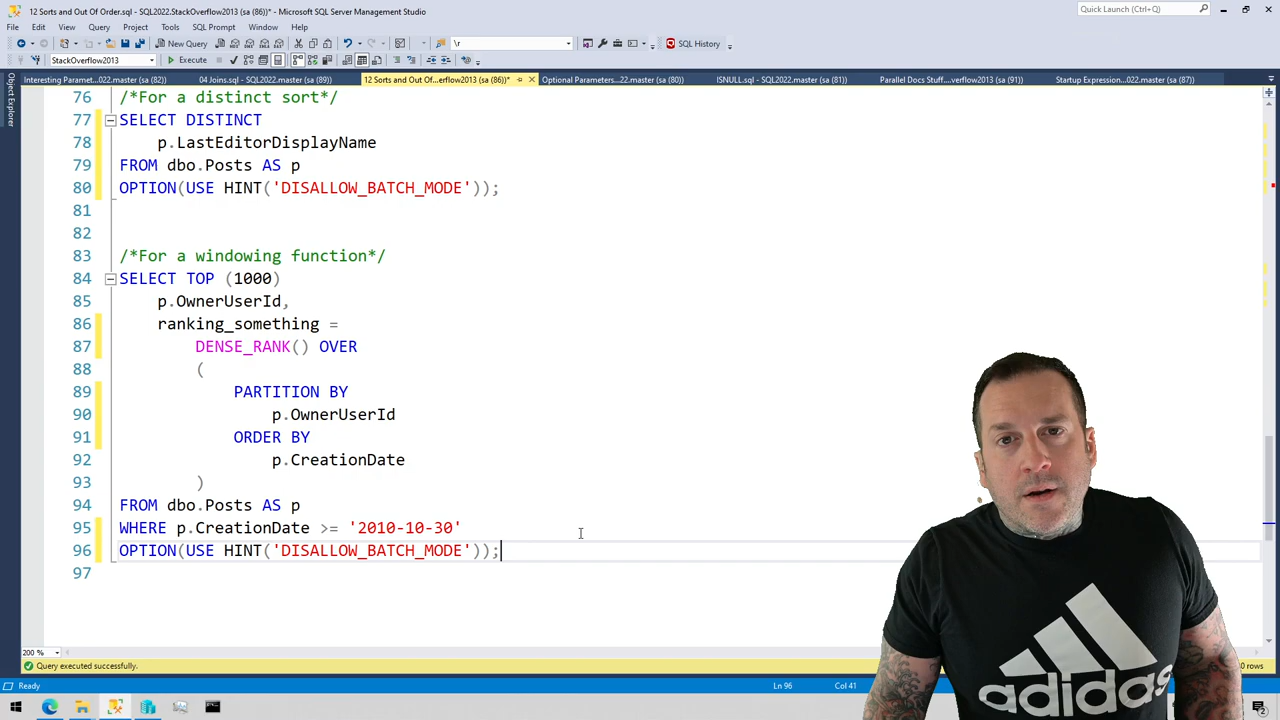 12 Sorts and Out Of Order.sql - SQL2022.StackOverflow2013 (sa (86))* - Microsoft SQL Server Management Studio
Quick Launch (Ctrl+Q)
File Edit View Query Project Tools SQL Prompt Window Help
New Query
\r
SQL History
StackOverflow2013
Execute
Interesting Paramet...022.master (82))
04 Joins.sql - SQL2022.master (sa (89))
12 Sorts and Out Of...erflow2013 (sa (86))*
Optional Parameters...22.master (sa (80))
ISNULL.sql - SQL2022.master (sa (81))
Parallel Docs Stuff....verflow2013 (sa (91))
Startup Expression...022.master (sa (87))
Object Explorer
76 /*For a distinct sort*/
77 SELECT DISTINCT
78 p.LastEditorDisplayName
79 FROM dbo.Posts AS p
80 OPTION(USE HINT('DISALLOW_BATCH_MODE'));
81
82
83 /*For a windowing function*/
84 SELECT TOP (1000)
85 p.OwnerUserId,
86 ranking_something =
87 DENSE_RANK() OVER
88 (
89 PARTITION BY
90 p.OwnerUserId
91 ORDER BY
92 p.CreationDate
93 )
94 FROM dbo.Posts AS p
95 WHERE p.CreationDate >= '2010-10-30'
96 OPTION(USE HINT('DISALLOW_BATCH_MODE'));
97
adidas
200 %
Query executed successfully.
0 rows
Ready
Ln 96
Col 41
2